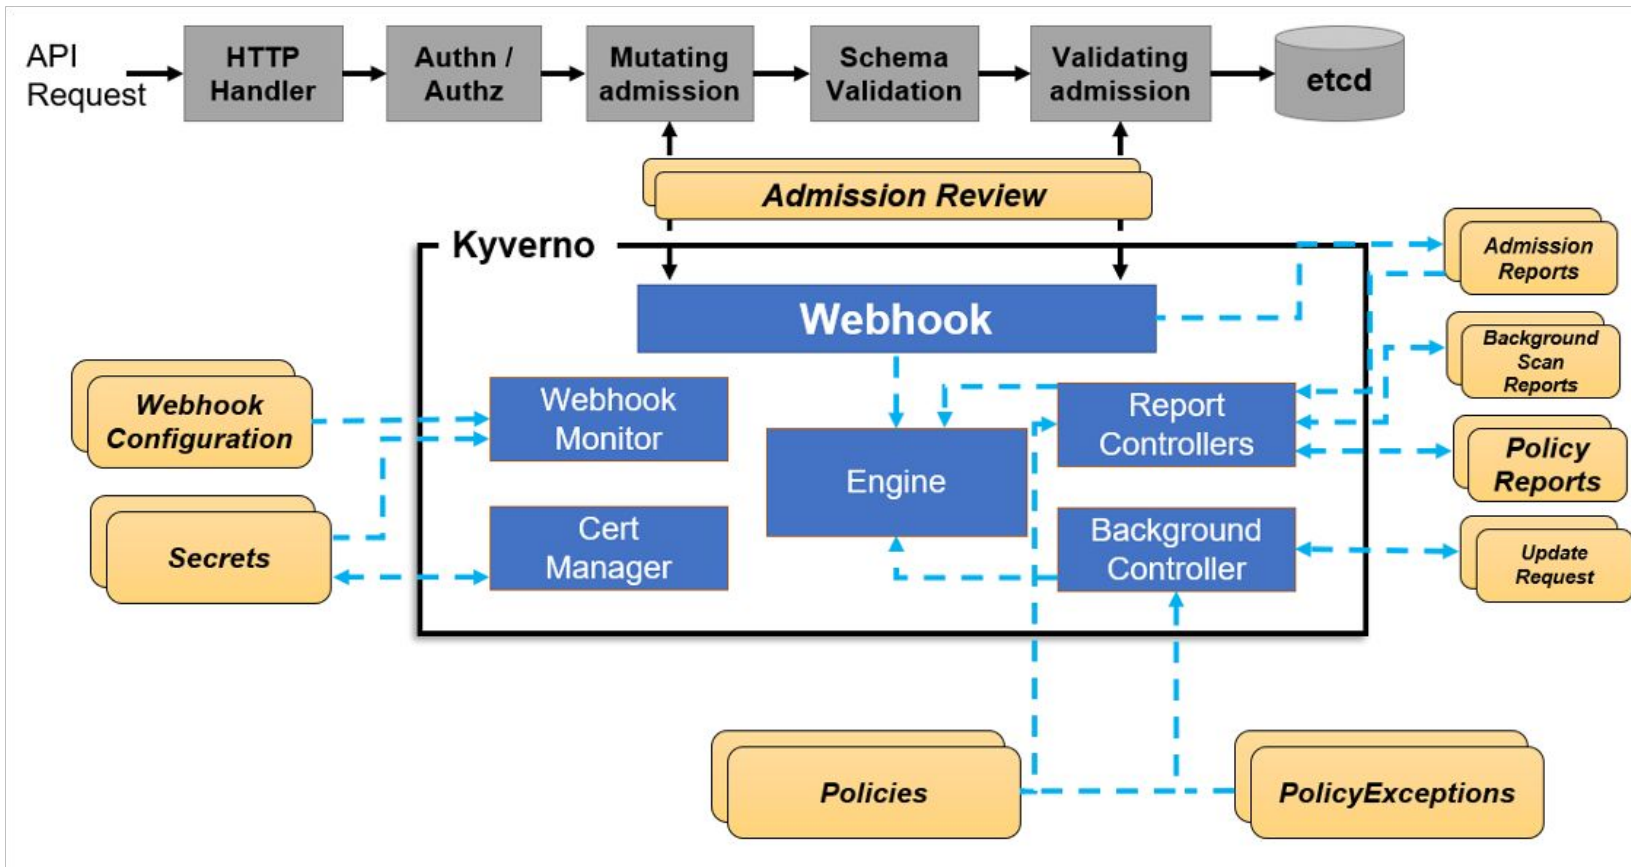 API
Request
HTTP
Handler
Authn /
Authz
Mutating
admission
Schema
Validation
Validating
admission
etcd
Admission Review
Kyverno
Webhook
Admission
Reports
Background
Scan
Reports
Webhook
Configuration
Webhook
Monitor
Report
Controllers
Engine
Policy
Reports
Secrets
Cert
Manager
Background
Controller
Update
Request
Policies
PolicyExceptions